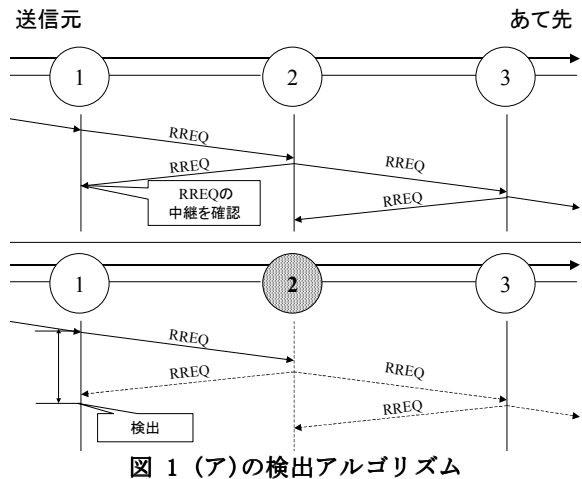 送信元 あて先
1 2 3
RREQ
RREQ RREQ
RREQの
中継を確認
RREQ
1 2 3
RREQ
RREQ RREQ
RREQ
検出
図 1 (ア)の検出アルゴリズム